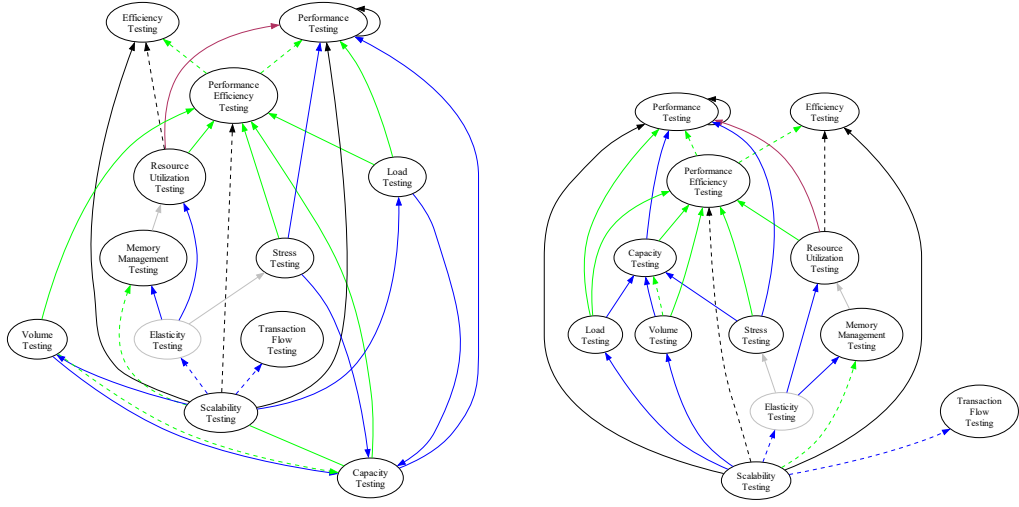 Efficiency
Testing
Performance
Testing
Performance
Efficiency
Testing
Resource
Utilization
Testing
Load
Testing
Memory
Management
Testing
Stress
Testing
Volume
Testing
Elasticity
Testing
Transaction
Flow
Testing
Scalability
Testing
Capacity
Testing
Performance
Testing
Efficiency
Testing
Performance
Efficiency
Testing
Capacity
Testing
Resource
Utilization
Testing
Load
Testing
Volume
Testing
Stress
Testing
Memory
Management
Testing
Elasticity
Testing
Transaction
Flow
Testing
Scalability
Testing